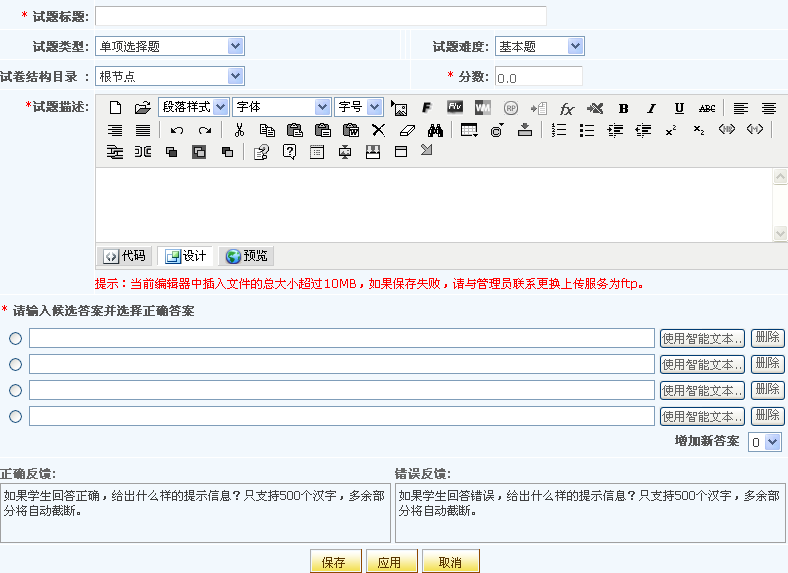 * 试题标题:
试题类型: 单项选择题 试题难度: 基本题
试卷结构目录 : 根节点 * 分数: 0.0
*试题描述: 段落样式 字体 字号 F Flv WM RP fx B I U ABC
代码 设计 预览
提示：当前编辑器中插入文件的总大小超过10MB，如果保存失败，请与管理员联系更换上传服务为ftp。
* 请输入候选答案并选择正确答案
使用智能文本.. 删除
使用智能文本.. 删除
使用智能文本.. 删除
使用智能文本.. 删除
增加新答案 0
正确反馈: 错误反馈:
如果学生回答正确，给出什么样的提示信息？只支持500个汉字，多余部 如果学生回答错误，给出什么样的提示信息？只支持500个汉字，多余部
分将自动截断。 分将自动截断。
保存 应用 取消